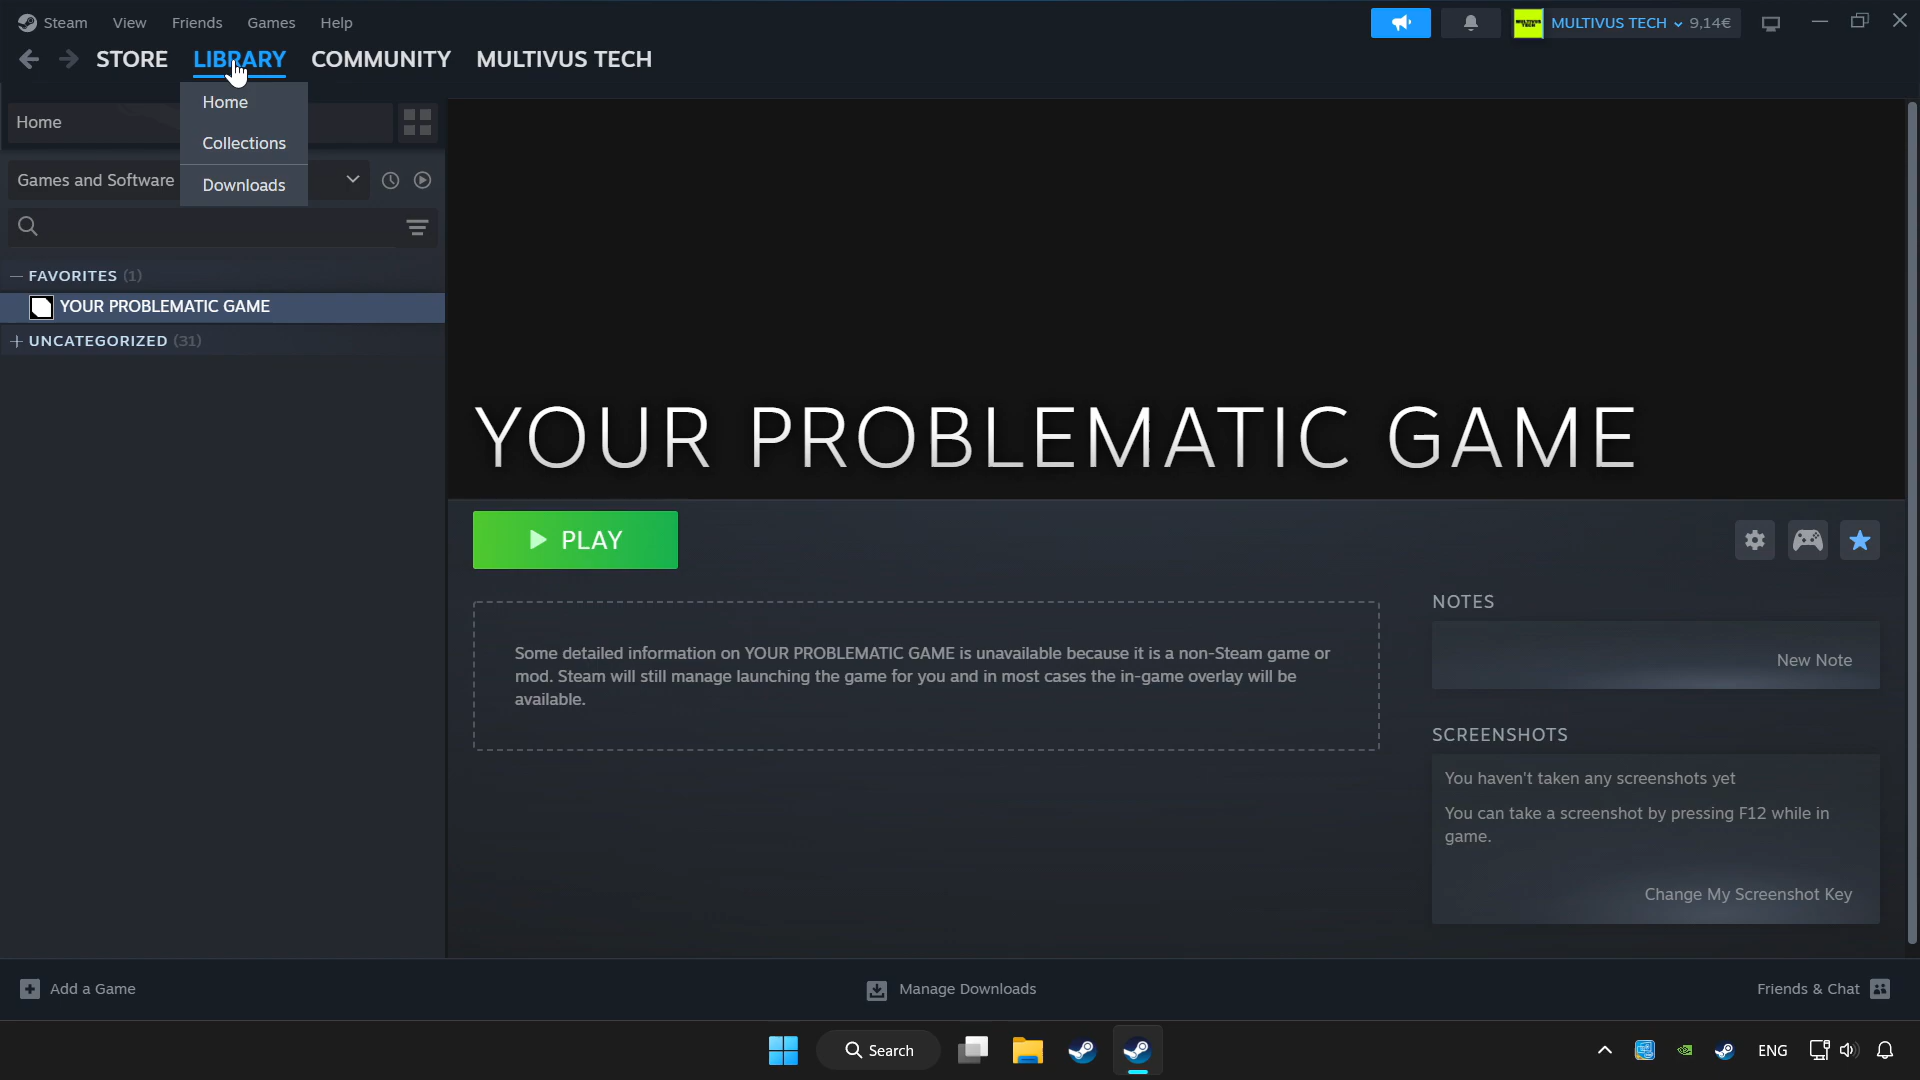 Steam View Friends Games Help
MULTIVUS TECH 9,14€
STORE LIBRARY COMMUNITY MULTIVUS TECH
Home
Collections
Downloads
Home
Games and Software
FAVORITES (1)
YOUR PROBLEMATIC GAME
UNCATEGORIZED (31)
YOUR PROBLEMATIC GAME
PLAY
Some detailed information on YOUR PROBLEMATIC GAME is unavailable because it is a non-Steam game or
mod. Steam will still manage launching the game for you and in most cases the in-game overlay will be
available.
NOTES
New Note
SCREENSHOTS
You haven't taken any screenshots yet
You can take a screenshot by pressing F12 while in
game.
Change My Screenshot Key
Add a Game
Manage Downloads
Friends & Chat
Search
ENG